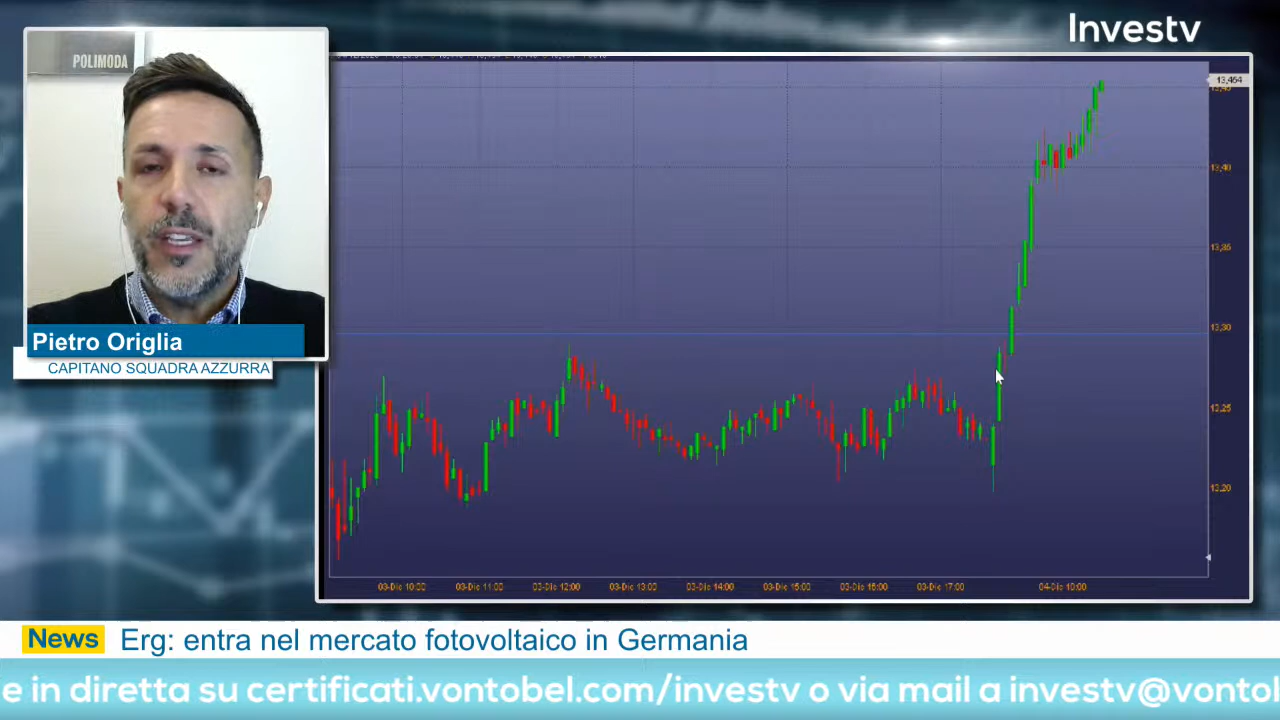 Investv
POLIMODA
13,464
13,40
13,35
13,30
13,25
13,20
03-Dic 10:00 03-Dic 11:00 03-Dic 12:00 03-Dic 13:00 03-Dic 14:00 03-Dic 15:00 03-Dic 16:00 03-Dic 17:00 04-Dic 10:00
Pietro Origlia
CAPITANO SQUADRA AZZURRA
News Erg: entra nel mercato fotovoltaico in Germania
e in diretta su certificati.vontobel.com/investv o via mail a investv@vontob